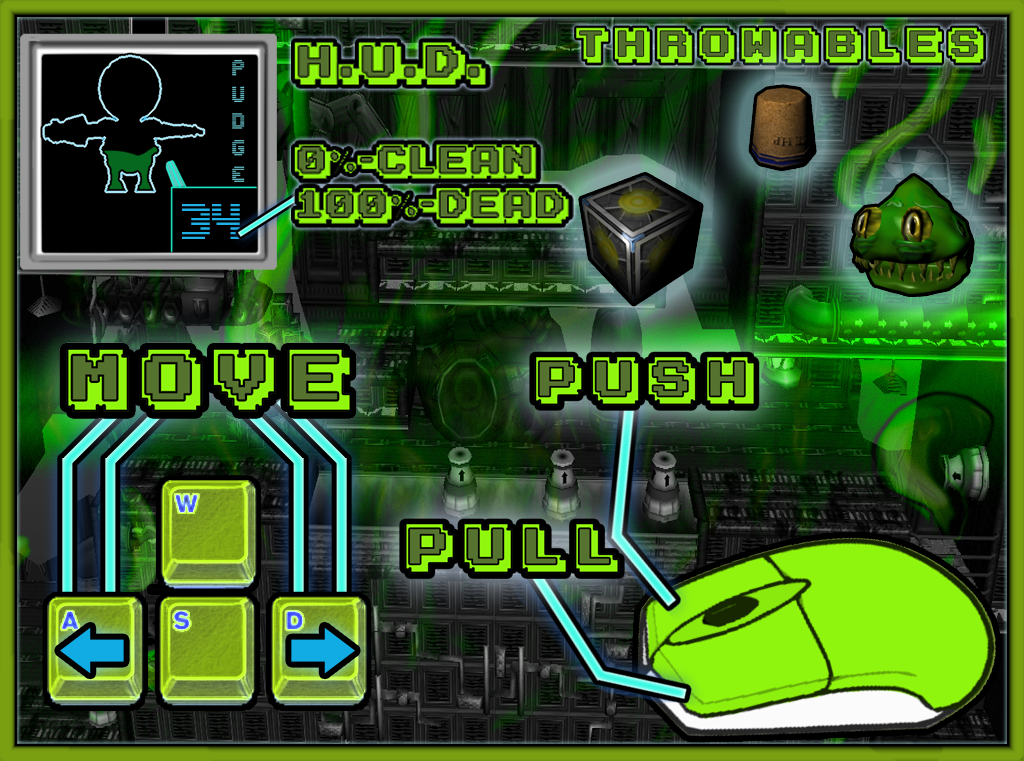 H.U.D.
THROWABLES
PUDGE
34
0%-CLEAN
100%-DEAD
MOVE
PUSH
PULL
W
A
S
D